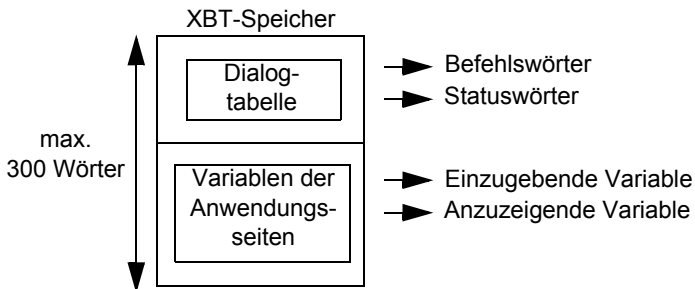 XBT-Speicher
Dialog-
tabelle
Befehlswörter
Statuswörter
max.
300 Wörter
Variablen der
Anwendungs-
seiten
Einzugebende Variable
Anzuzeigende Variable